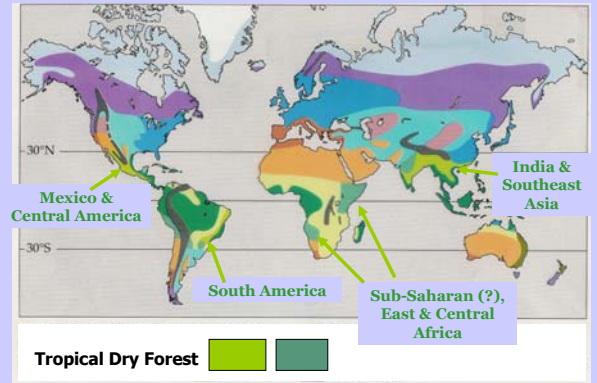 30°N
India &
Southeast
Asia
Mexico &
Central America
30°S
South America
Sub-Saharan (?),
East & Central
Africa
Tropical Dry Forest